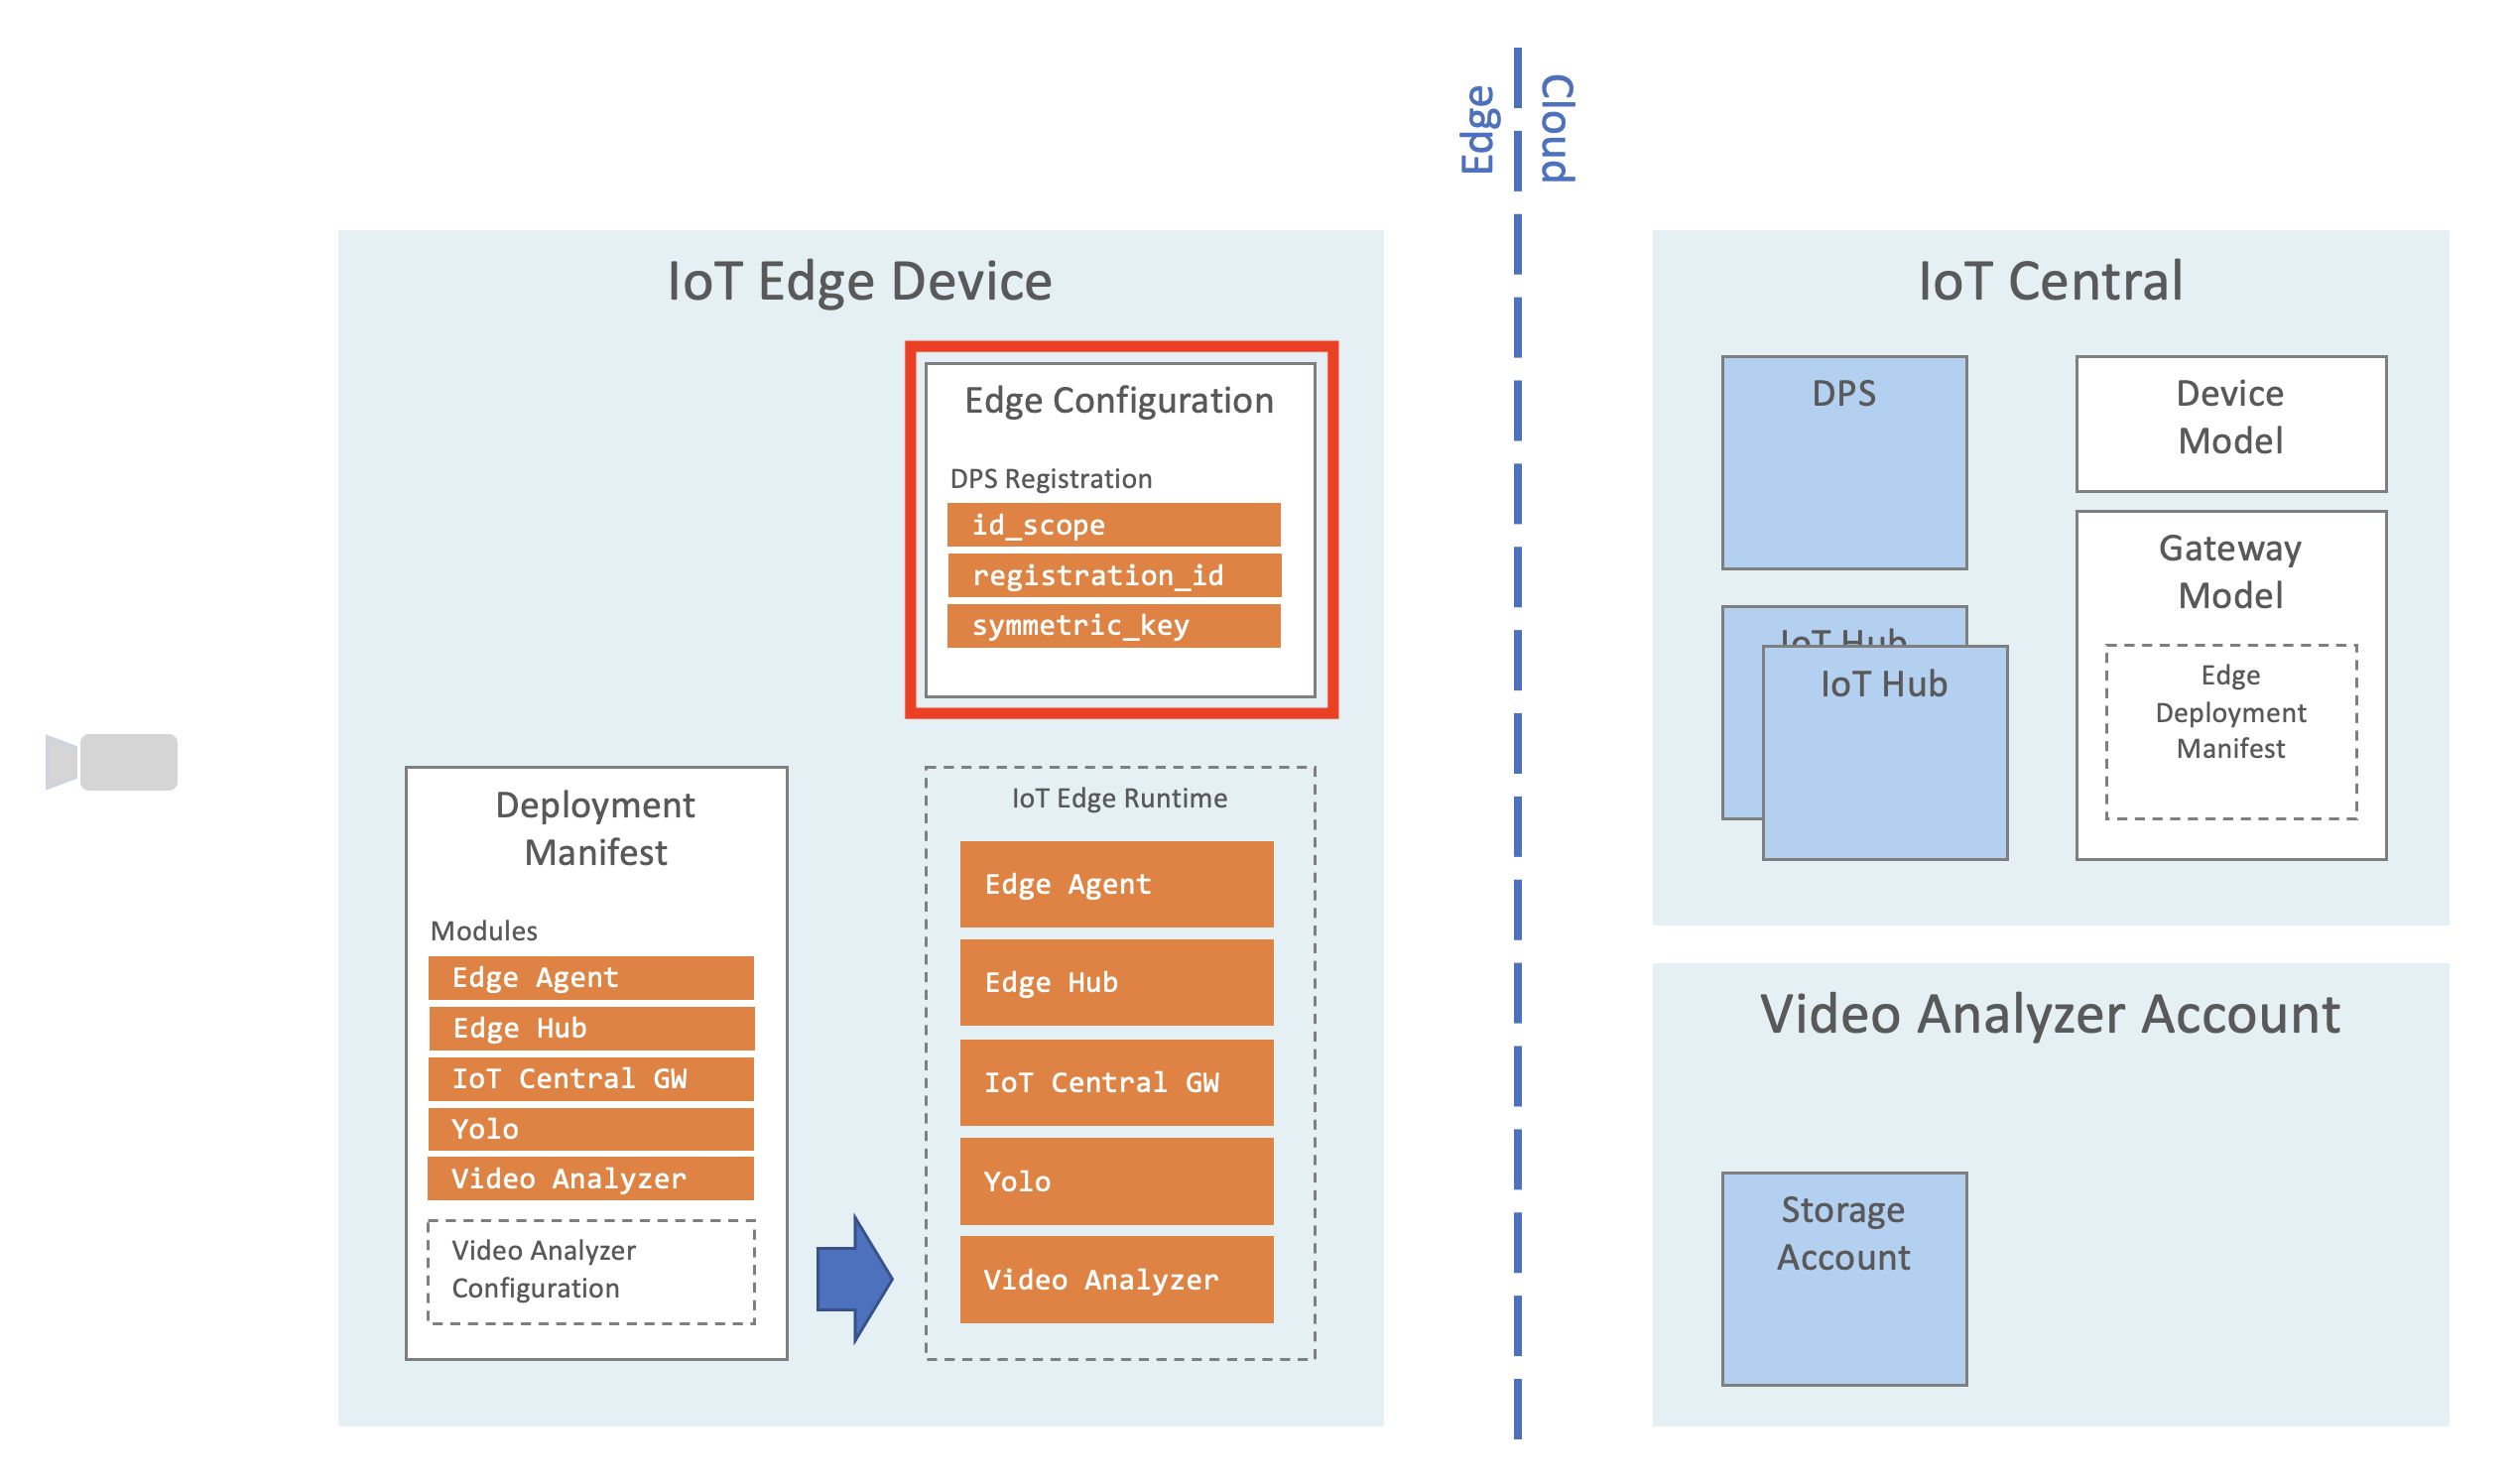 Edge
Cloud
IoT Edge Device
Edge Configuration
DPS Registration
id_scope
registration_id
symmetric_key
Deployment
Manifest
Modules
Edge Agent
Edge Hub
IoT Central GW
Yolo
Video Analyzer
Video Analyzer
Configuration
IoT Edge Runtime
Edge Agent
Edge Hub
IoT Central GW
Yolo
Video Analyzer
IoT Central
DPS
Device
Model
IoT Hub
IoT Hub
Gateway
Model
Edge
Deployment
Manifest
Video Analyzer Account
Storage
Account